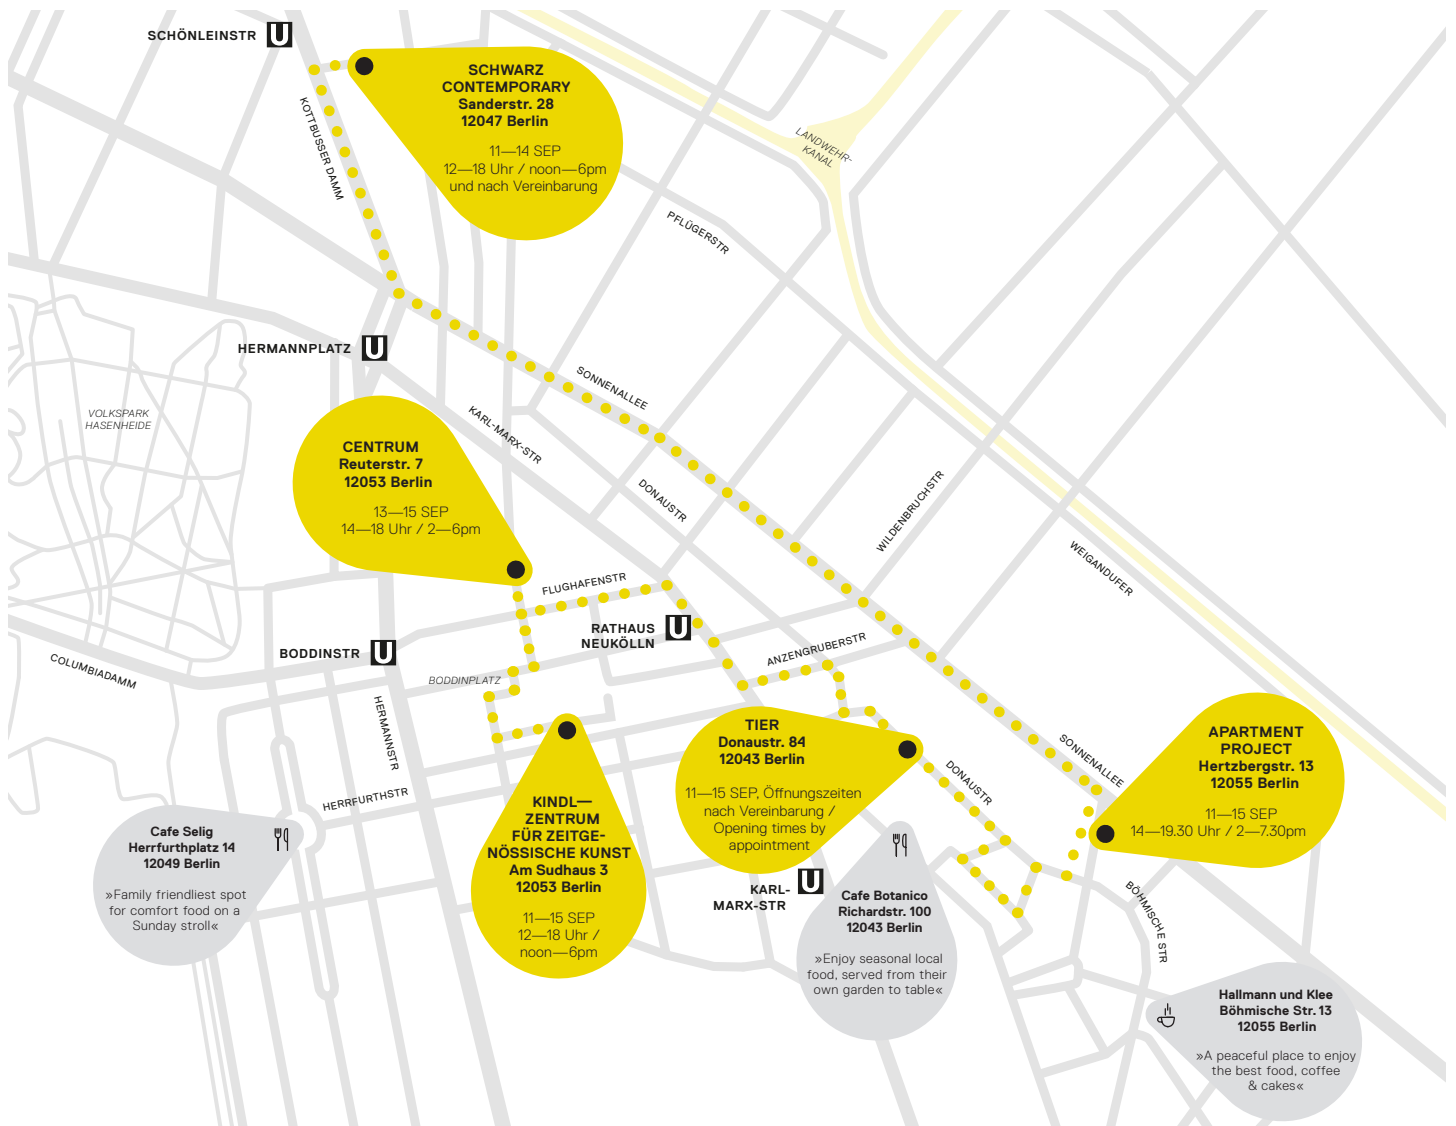 SCHÖNLEINSTR U
SCHWARZ
CONTEMPORARY
Sanderstr. 28
12047 Berlin
11—14 SEP
12—18 Uhr / noon—6pm
und nach Vereinbarung
KOTTBUSSER DAMM
LANDWEHR-
KANAL
PFLÜGERSTR
HERMANNPLATZ U
SONNENALLEE
VOLKSPARK
HASENHEIDE
KARL-MARX-STR
CENTRUM
Reuterstr. 7
12053 Berlin
13—15 SEP
14—18 Uhr / 2—6pm
DONAUSTR
WILDENBRUCHSTR
WEIGANDUFER
FLUGHAFENSTR
RATHAUS
NEUKÖLLN U
BODDINSTR U
COLUMBIADAMM
BODDINPLATZ
ANZENGRUBERSTR
HERMANNSTR
HERRFURTHSTR
TIER
Donaustr. 84
12043 Berlin
11—15 SEP, Öffnungszeiten
nach Vereinbarung /
Opening times by
appointment
DONAUSTR
SONNENALLEE
APARTMENT
PROJECT
Hertzbergstr. 13
12055 Berlin
11—15 SEP
14—19.30 Uhr / 2—7.30pm
KINDL—
ZENTRUM
FÜR ZEITGE-
NÖSSISCHE KUNST
Am Sudhaus 3
12053 Berlin
11—15 SEP
12—18 Uhr /
noon—6pm
Cafe Selig
Herrfurthplatz 14
12049 Berlin
»Family friendliest spot
for comfort food on a
Sunday stroll«
KARL-
MARX-STR U
Cafe Botanico
Richardstr. 100
12043 Berlin
»Enjoy seasonal local
food, served from their
own garden to table«
BÖHMISCHE STR
Hallmann und Klee
Böhmische Str. 13
12055 Berlin
»A peaceful place to enjoy
the best food, coffee
& cakes«